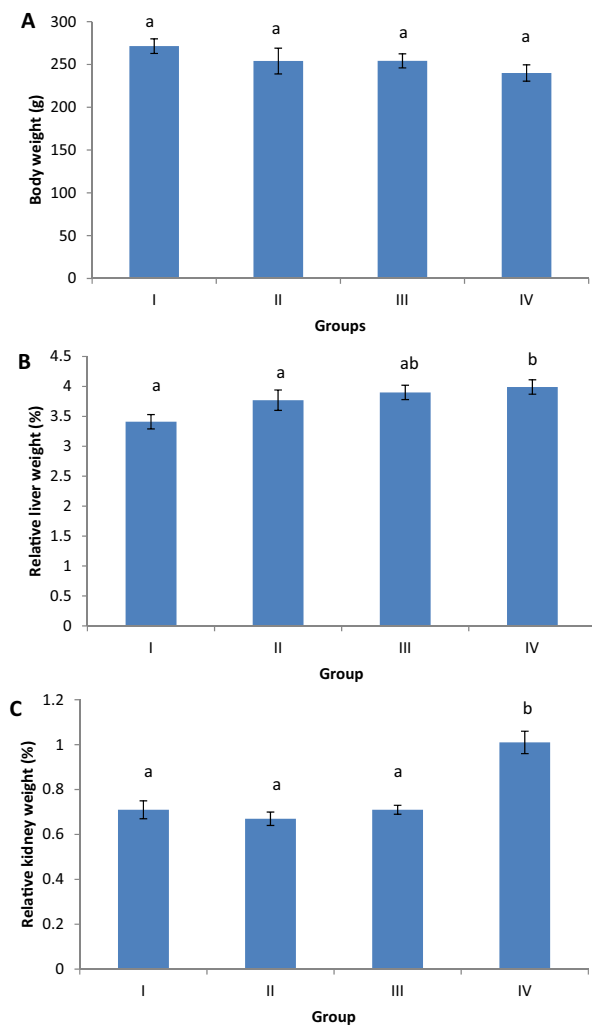 A
a a a a
300
250
200
150
100
50
0
Body weight (g)
I II III IV
Groups
B
a a ab b
4.5
4
3.5
3
2.5
2
1.5
1
0.5
0
Relative liver weight (%)
I II III IV
Group
C
a a a b
1.2
1
0.8
0.6
0.4
0.2
0
Relative kidney weight (%)
I II III IV
Group